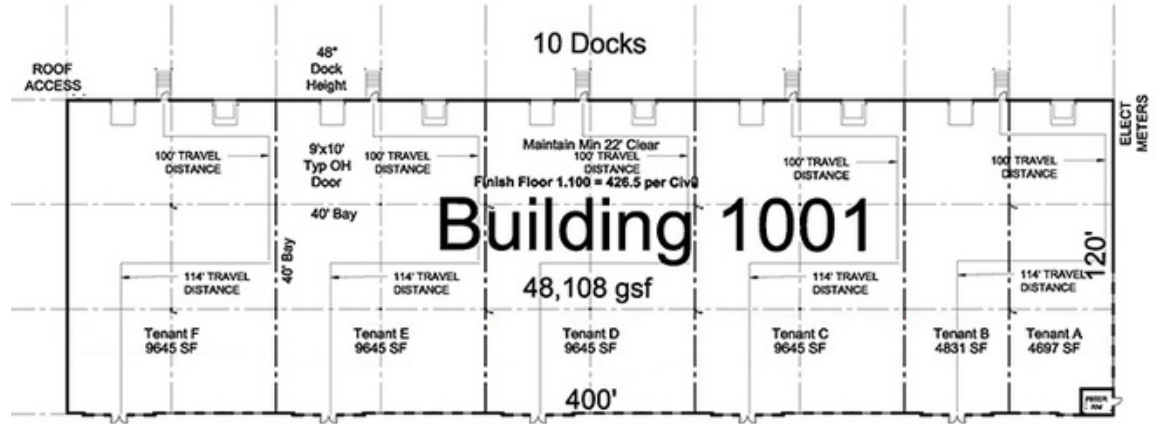 10 Docks
ROOF
ACCESS
48"
Dock
Height
ELECT
METERS
9'x10'
Typ OH
Door
Maintain Min 22' Clear
100' TRAVEL
DISTANCE
100' TRAVEL
DISTANCE
100' TRAVEL
DISTANCE
100' TRAVEL
DISTANCE
100' TRAVEL
DISTANCE
Finish Floor 1.100 = 426.5 per Civil
40' Bay
Building 1001
40' Bay
120'
114' TRAVEL
DISTANCE
114' TRAVEL
DISTANCE
48,108 gsf
114' TRAVEL
DISTANCE
114' TRAVEL
DISTANCE
Tenant F
9645 SF
Tenant E
9645 SF
Tenant D
9645 SF
Tenant C
9645 SF
Tenant B
4831 SF
Tenant A
4697 SF
400'